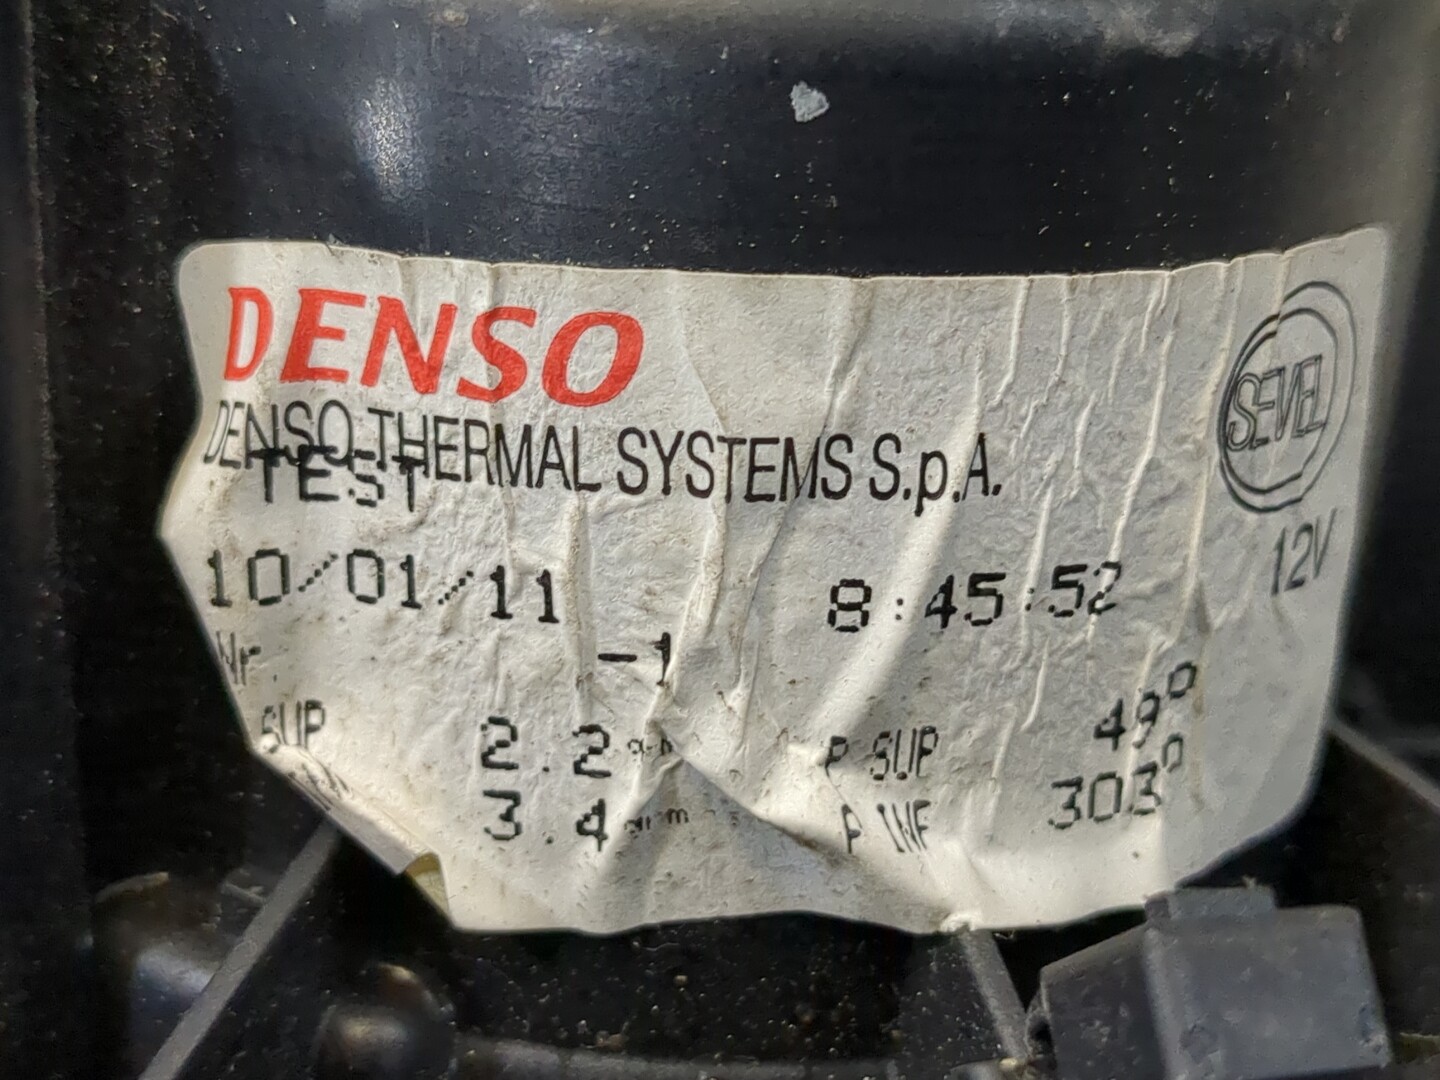 DENSO
SEVEL
DENSO THERMAL SYSTEMS S.p.A.
TEST
12V
10/01/11 8:45:52
Nr. -1
SUP 2.2 P SUP 49°
3.4 P INF 303°